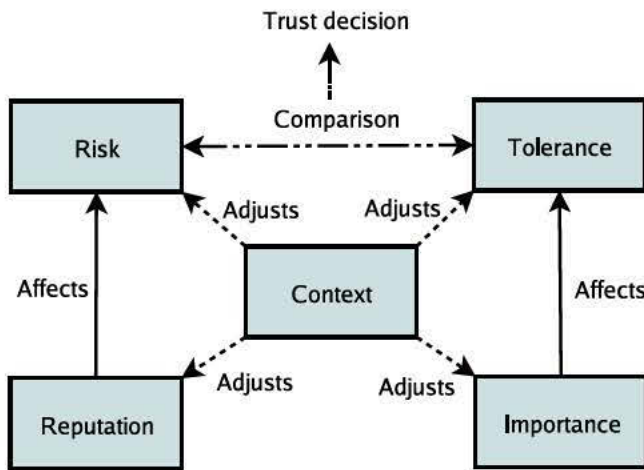 Trust decision
Comparison
Risk
Tolerance
Adjusts
Adjusts
Context
Affects
Affects
Adjusts
Adjusts
Reputation
Importance